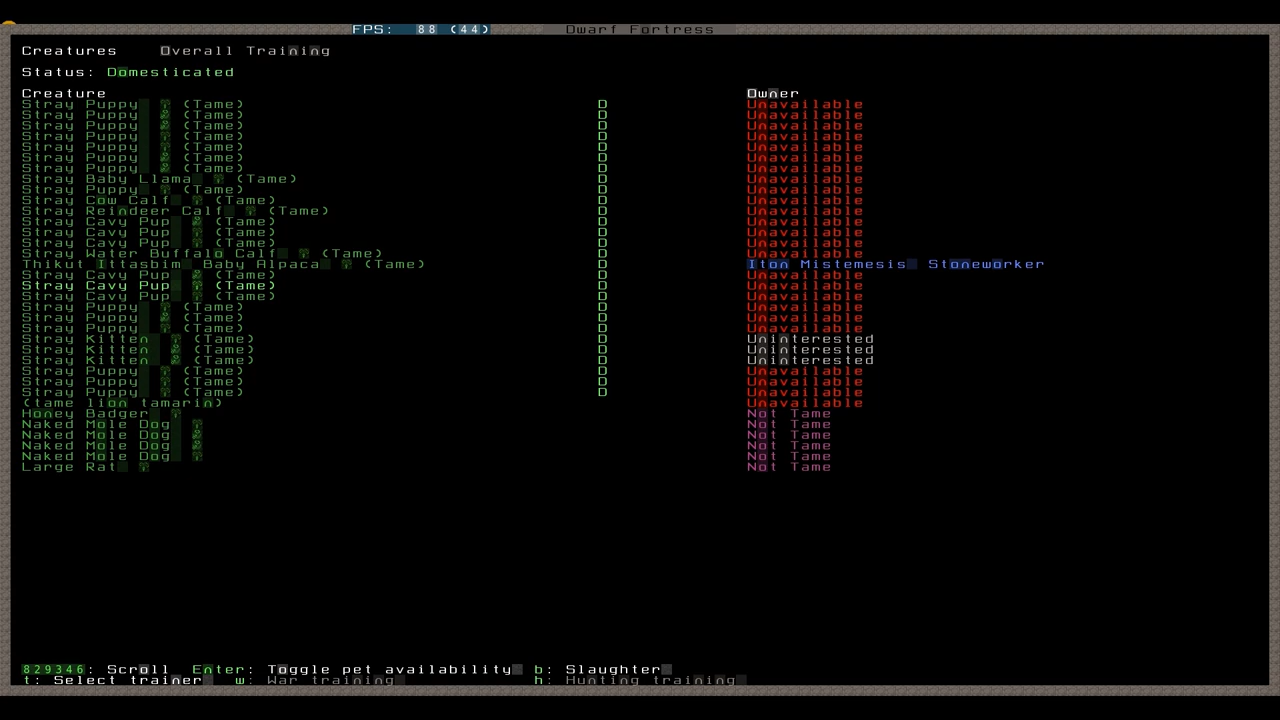 FPS: 88 (44) Dwarf Fortress
Creatures Overall Training
Status: Domesticated
Creature Owner
Stray Puppy ♀ (Tame) D Unavailable
Stray Puppy ♂ (Tame) D Unavailable
Stray Puppy ♂ (Tame) D Unavailable
Stray Puppy ♀ (Tame) D Unavailable
Stray Puppy ♀ (Tame) D Unavailable
Stray Puppy ♂ (Tame) D Unavailable
Stray Puppy ♂ (Tame) D Unavailable
Stray Baby Llama ♀ (Tame) D Unavailable
Stray Puppy ♀ (Tame) D Unavailable
Stray Cow Calf ♀ (Tame) D Unavailable
Stray Reindeer Calf ♀ (Tame) D Unavailable
Stray Cavy Pup ♂ (Tame) D Unavailable
Stray Cavy Pup ♀ (Tame) D Unavailable
Stray Cavy Pup ♂ (Tame) D Unavailable
Stray Water Buffalo Calf ♀ (Tame) D Unavailable
Thikut Ittasbim Baby Alpaca ♀ (Tame) D Iton Mistemesis Stoneworker
Stray Cavy Pup ♂ (Tame) D Unavailable
Stray Cavy Pup ♀ (Tame) D Unavailable
Stray Cavy Pup ♀ (Tame) D Unavailable
Stray Puppy ♀ (Tame) D Unavailable
Stray Puppy ♂ (Tame) D Unavailable
Stray Puppy ♂ (Tame) D Unavailable
Stray Kitten ♀ (Tame) D Uninterested
Stray Kitten ♂ (Tame) D Uninterested
Stray Kitten ♂ (Tame) D Uninterested
Stray Puppy ♀ (Tame) D Unavailable
Stray Puppy ♀ (Tame) D Unavailable
Stray Puppy ♂ (Tame) D Unavailable
(tame lion tamarin) Unavailable
Honey Badger ♀ Not Tame
Naked Mole Dog ♀ Not Tame
Naked Mole Dog ♂ Not Tame
Naked Mole Dog ♂ Not Tame
Naked Mole Dog ♀ Not Tame
Large Rat ♀ Not Tame
829346: Scroll Enter: Toggle pet availability b: Slaughter
t: Select trainer w: War training h: Hunting training